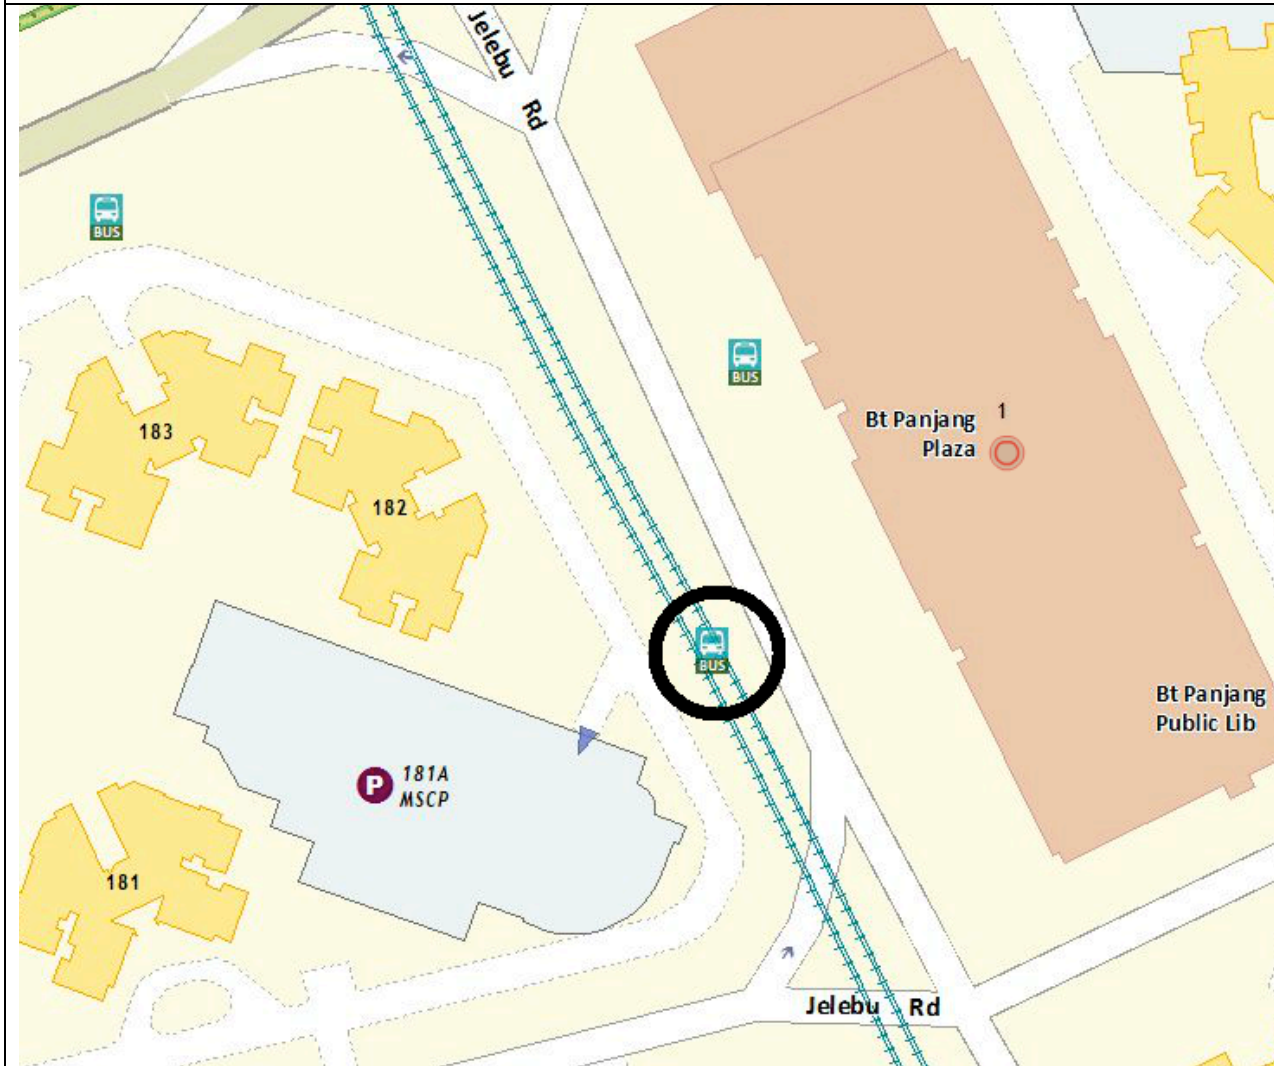 Jelebu
Rd
BUS
BUS
Bt Panjang
Plaza
1
183
182
BUS
Bt Panjang
Public Lib
P
181A
MSCP
181
Jelebu Rd